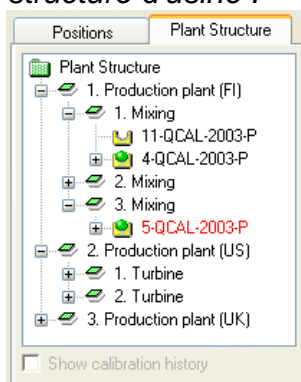 structure d'usine ?
Positions Plant Structure
Plant Structure
1. Production plant (FI)
1. Mixing
11-QCAL-2003-P
4-QCAL-2003-P
2. Mixing
3. Mixing
5-QCAL-2003-P
2. Production plant (US)
1. Turbine
2. Turbine
3. Production plant (UK)
Show calibration history